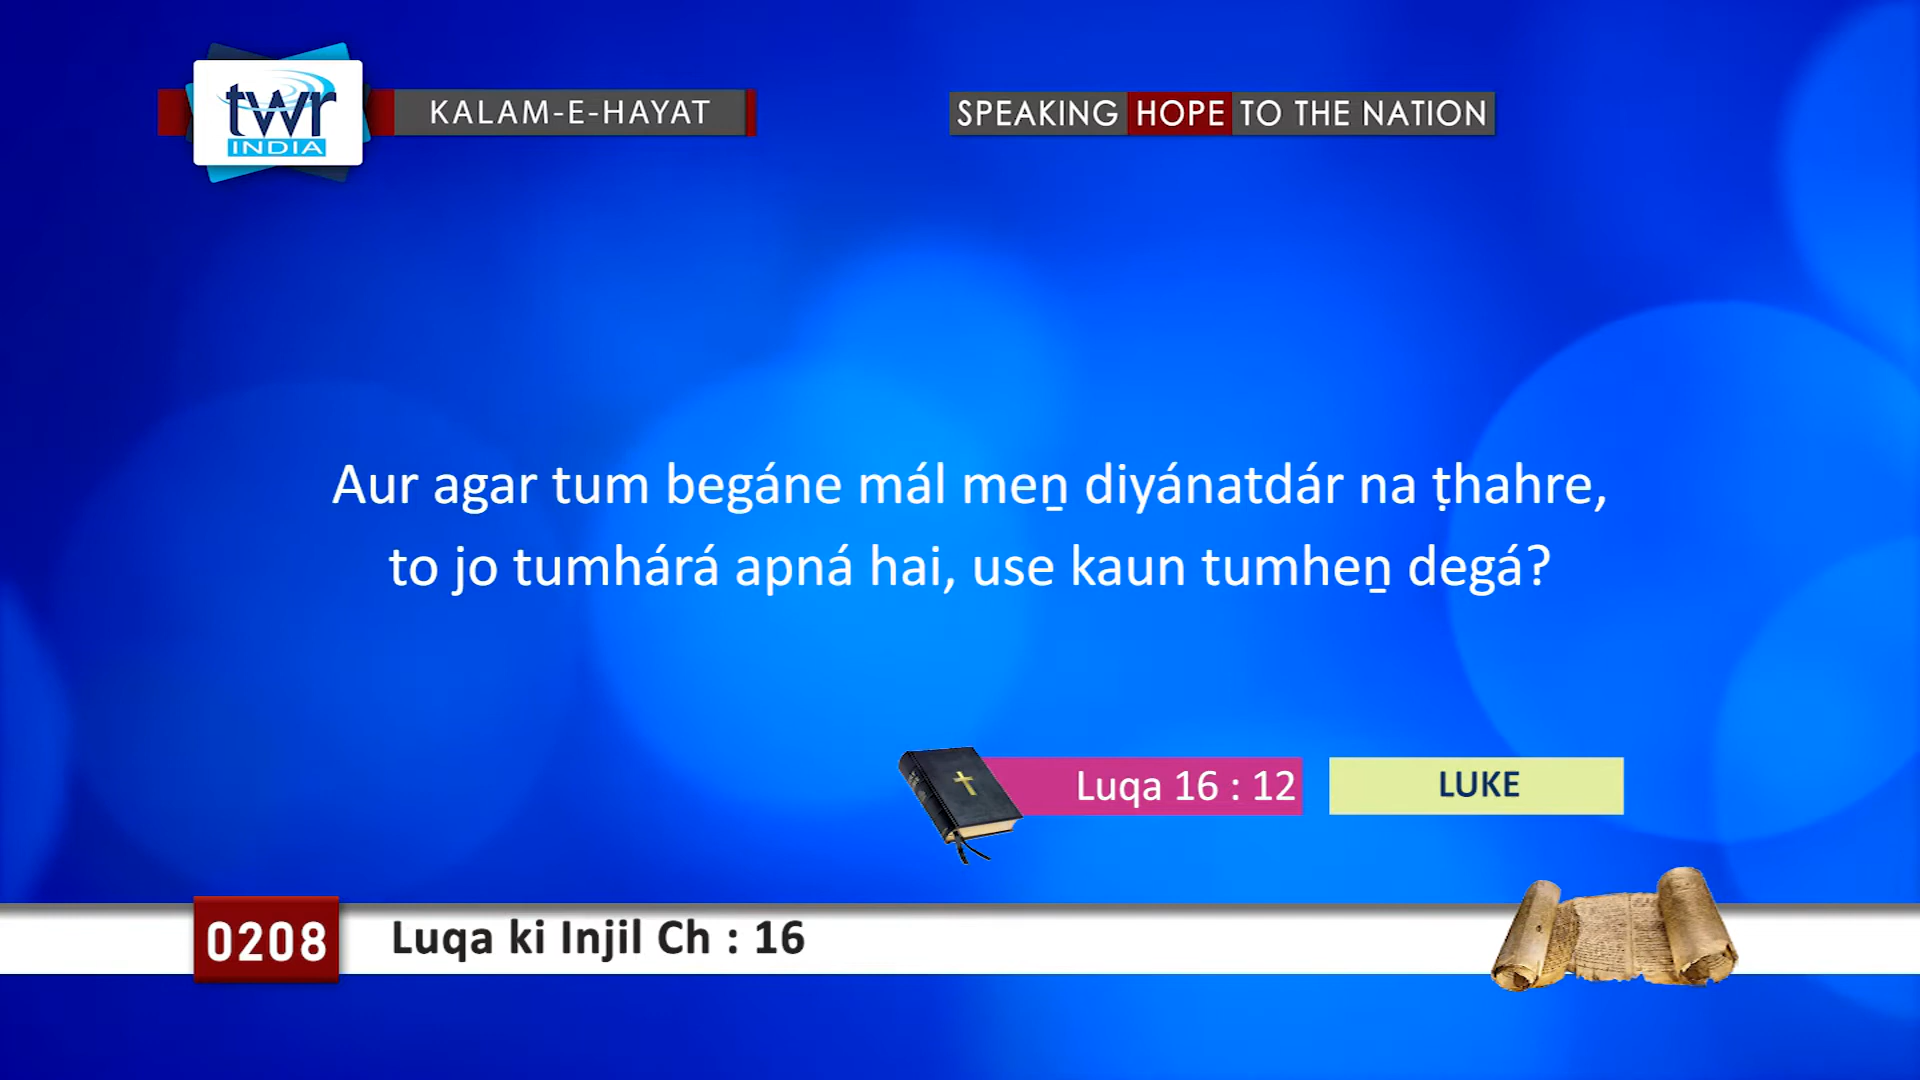 twr
INDIA
KALAM-E-HAYAT
SPEAKING HOPE TO THE NATION
Aur agar tum begáne mál meṉ diyánatdár na ṭhahre,
to jo tumhárá apná hai, use kaun tumheṉ degá?
Luqa 16 : 12
LUKE
0208
Luqa ki Injil Ch : 16